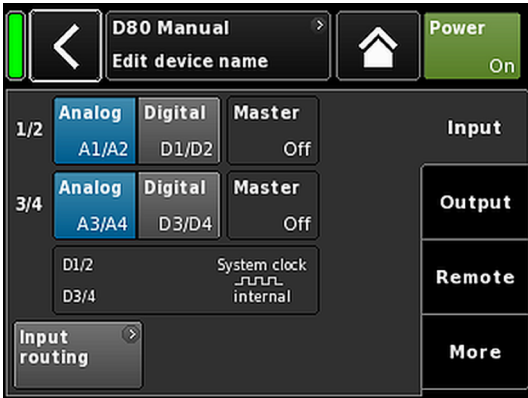 D80 Manual
Edit device name
Power
On
1/2
Analog
A1/A2
Digital
D1/D2
Master
Off
Input
3/4
Analog
A3/A4
Digital
D3/D4
Master
Off
Output
D1/2
System clock
D3/4
internal
Remote
Input
routing
More